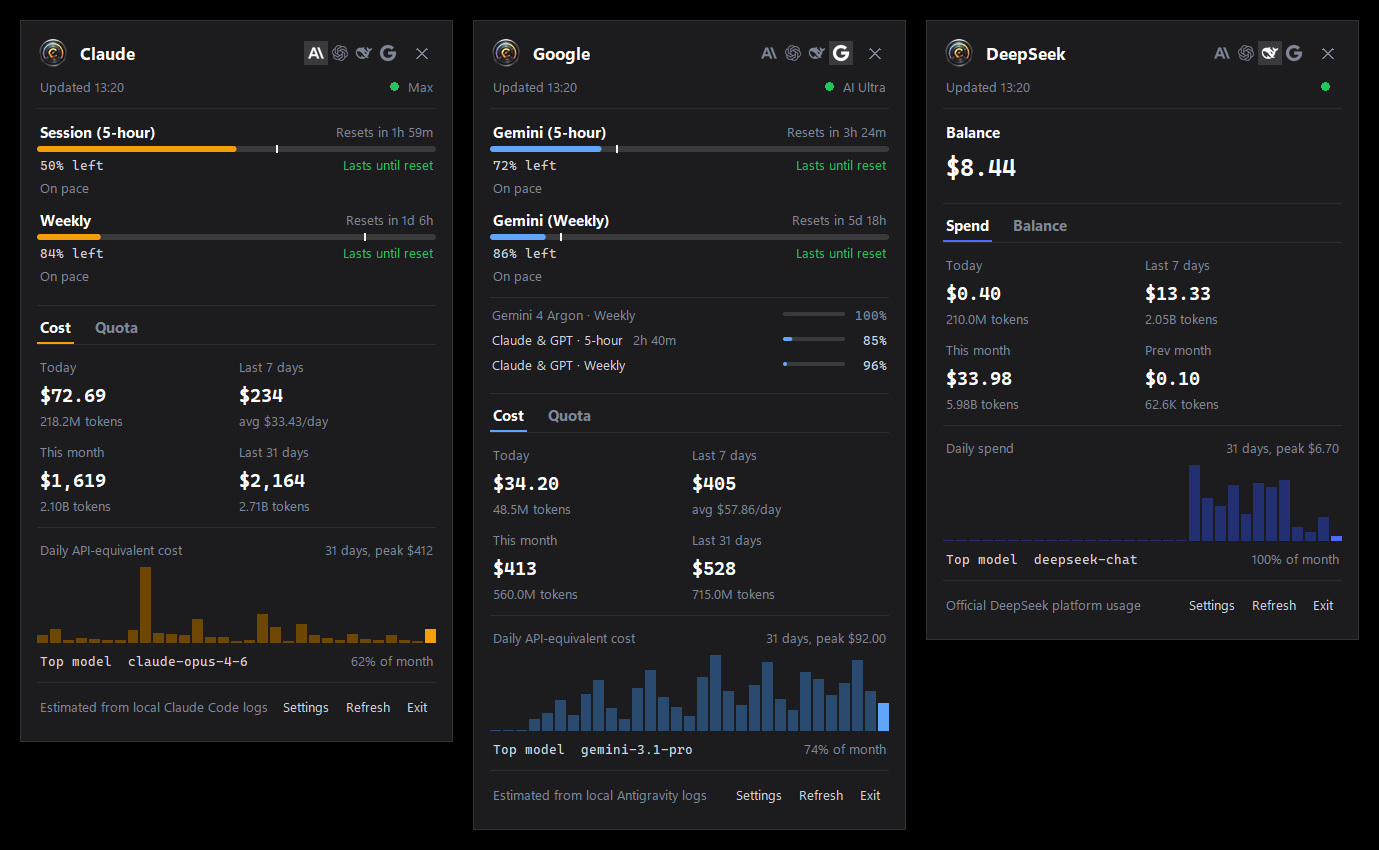 Claude
Updated 13:20 Max
Session (5-hour) Resets in 1h 59m
50% left Lasts until reset
On pace
Weekly Resets in 1d 6h
84% left Lasts until reset
On pace
Cost Quota
Today Last 7 days
$72.69 $234
218.2M tokens avg $33.43/day
This month Last 31 days
$1,619 $2,164
2.10B tokens 2.71B tokens
Daily API-equivalent cost 31 days, peak $412
Top model claude-opus-4-6 62% of month
Estimated from local Claude Code logs Settings Refresh Exit
Google
Updated 13:20 AI Ultra
Gemini (5-hour) Resets in 3h 24m
72% left Lasts until reset
On pace
Gemini (Weekly) Resets in 5d 18h
86% left Lasts until reset
On pace
Gemini 4 Argon · Weekly 100%
Claude & GPT · 5-hour 2h 40m 85%
Claude & GPT · Weekly 96%
Cost Quota
Today Last 7 days
$34.20 $405
48.5M tokens avg $57.86/day
This month Last 31 days
$413 $528
560.0M tokens 715.0M tokens
Daily API-equivalent cost 31 days, peak $92.00
Top model gemini-3.1-pro 74% of month
Estimated from local Antigravity logs Settings Refresh Exit
DeepSeek
Updated 13:20
Balance
$8.44
Spend Balance
Today Last 7 days
$0.40 $13.33
210.0M tokens 2.05B tokens
This month Prev month
$33.98 $0.10
5.98B tokens 62.6K tokens
Daily spend 31 days, peak $6.70
Top model deepseek-chat 100% of month
Official DeepSeek platform usage Settings Refresh Exit